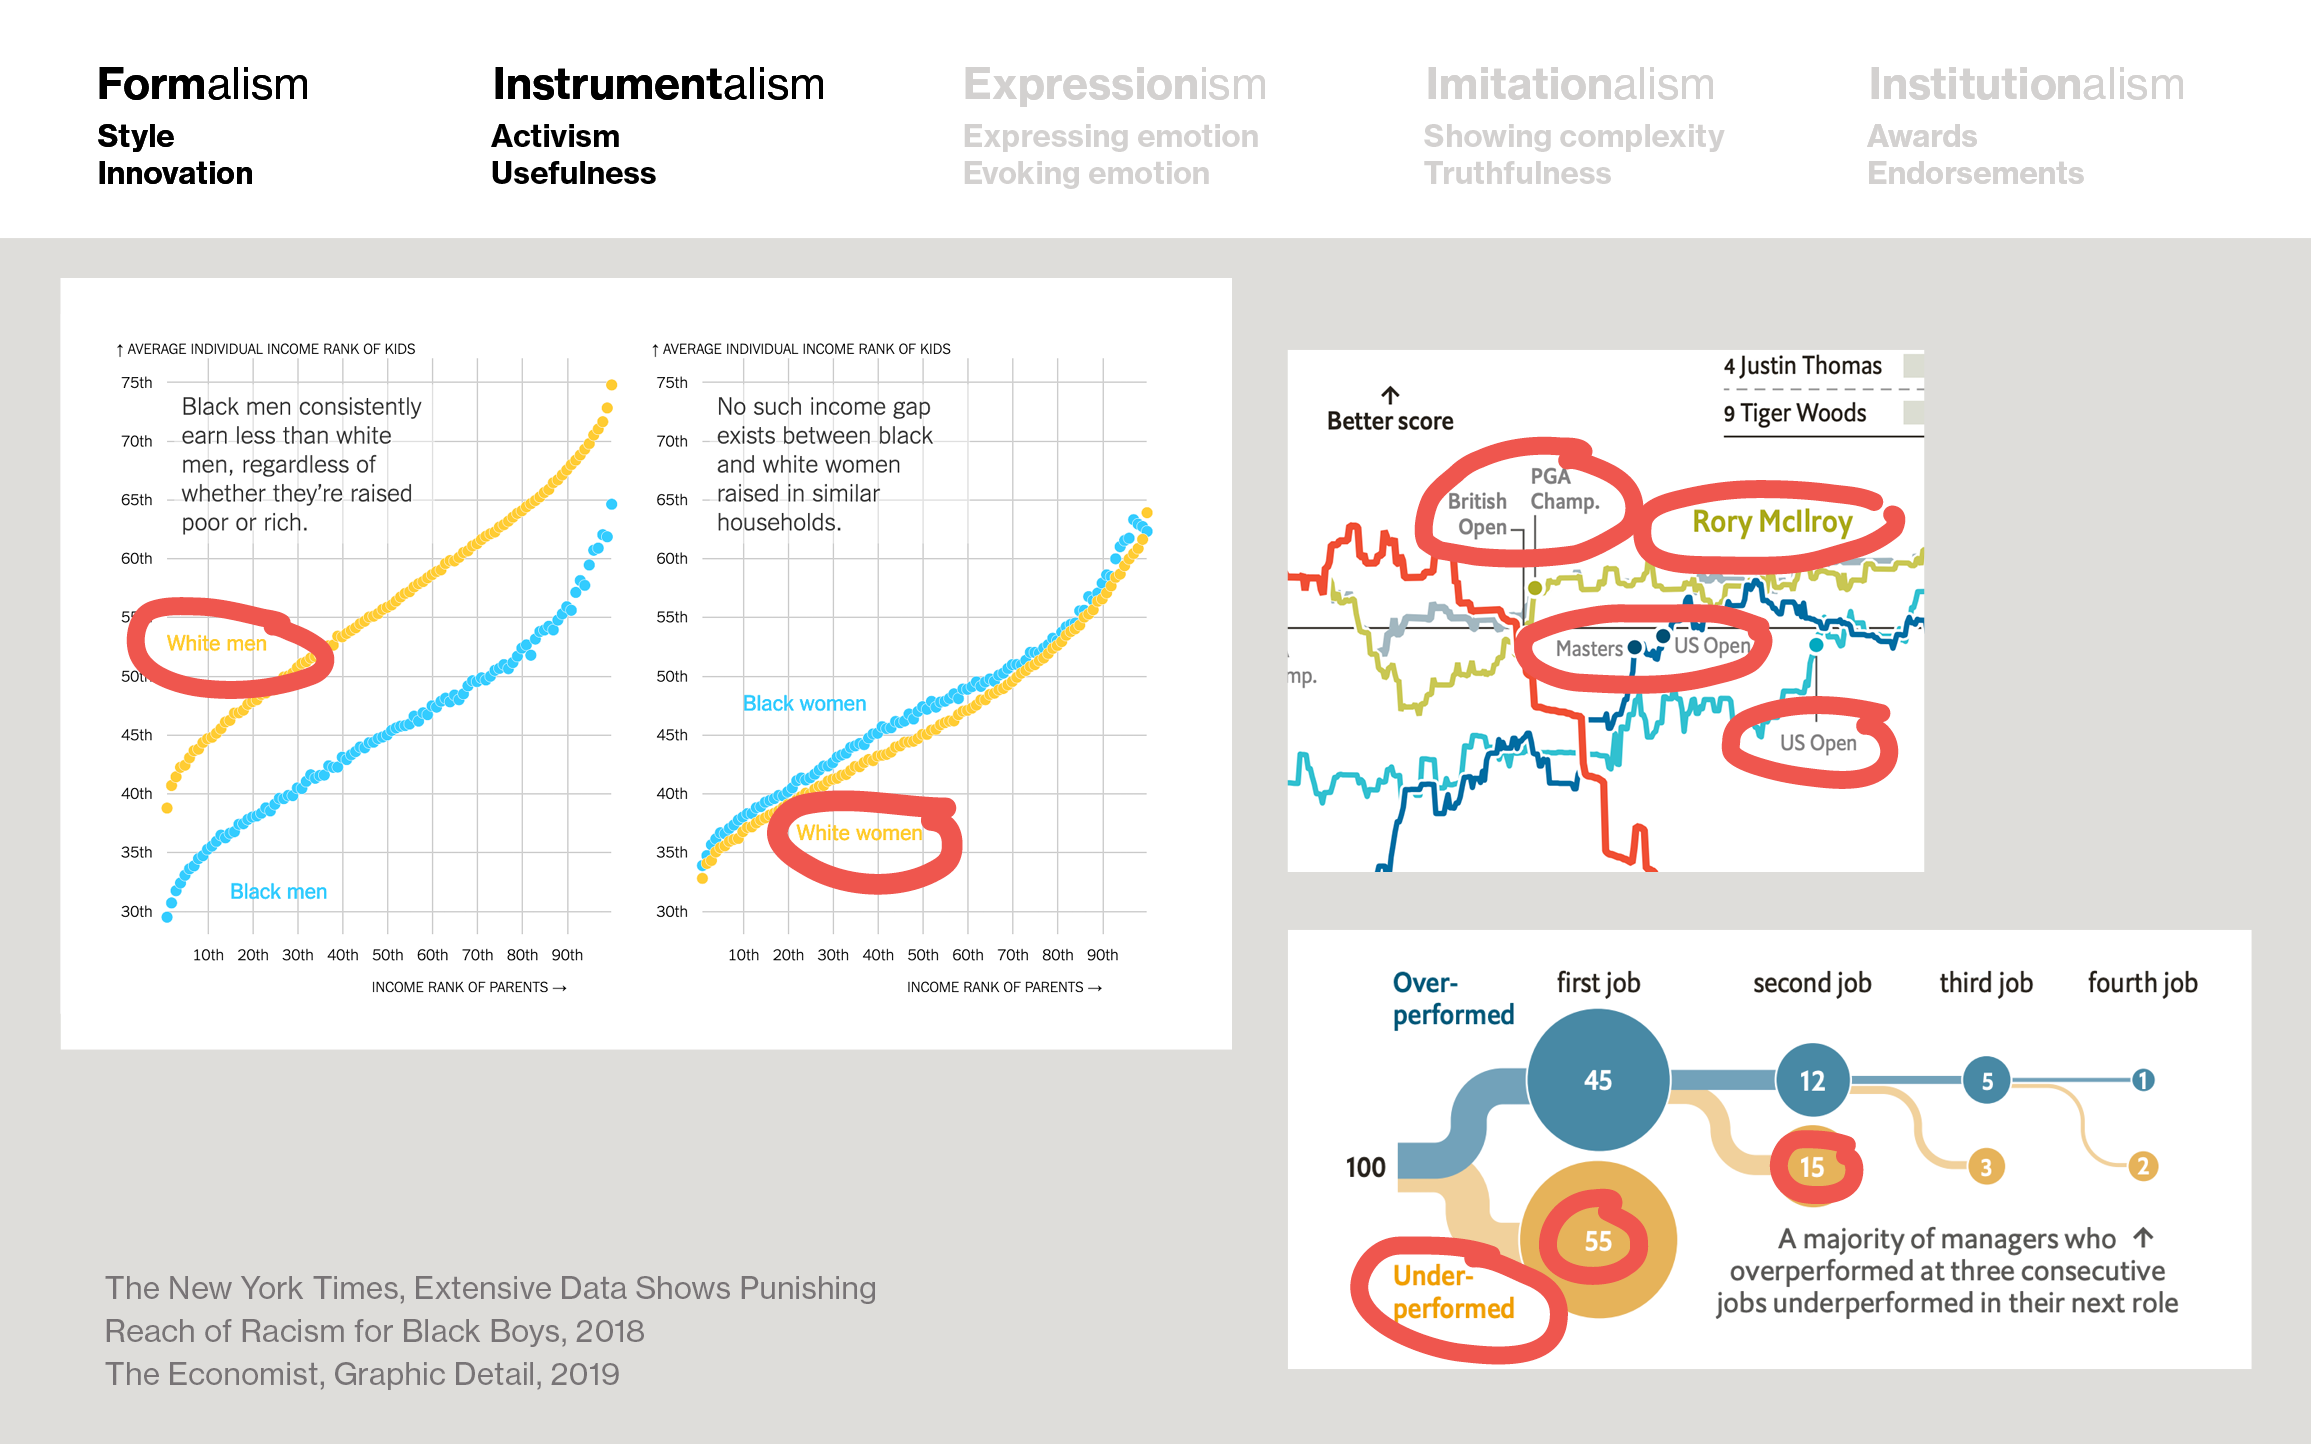 Formalism
Style
Innovation
Instrumentalism
Activism
Usefulness
Expressionism
Expressing emotion
Evoking emotion
Imitationalism
Showing complexity
Truthfulness
Institutionalism
Awards
Endorsements
↑ AVERAGE INDIVIDUAL INCOME RANK OF KIDS
75th
70th
65th
60th
55
50th
45th
40th
35th
30th
Black men consistently
earn less than white
men, regardless of
whether they’re raised
poor or rich.
White men
Black men
10th 20th 30th 40th 50th 60th 70th 80th 90th
INCOME RANK OF PARENTS →
↑ AVERAGE INDIVIDUAL INCOME RANK OF KIDS
75th
70th
65th
60th
55th
50th
45th
40th
35th
30th
No such income gap
exists between black
and white women
raised in similar
households.
Black women
White women
10th 20th 30th 40th 50th 60th 70th 80th 90th
INCOME RANK OF PARENTS →
4 Justin Thomas
9 Tiger Woods
↑
Better score
PGA
Champ.
British
Open
Rory McIlroy
Masters
US Open
mp.
US Open
Over-
performed
first job
second job
third job
fourth job
45
12
5
1
100
15
3
2
55
Under-
performed
A majority of managers who ↑
overperformed at three consecutive
jobs underperformed in their next role
The New York Times, Extensive Data Shows Punishing
Reach of Racism for Black Boys, 2018
The Economist, Graphic Detail, 2019